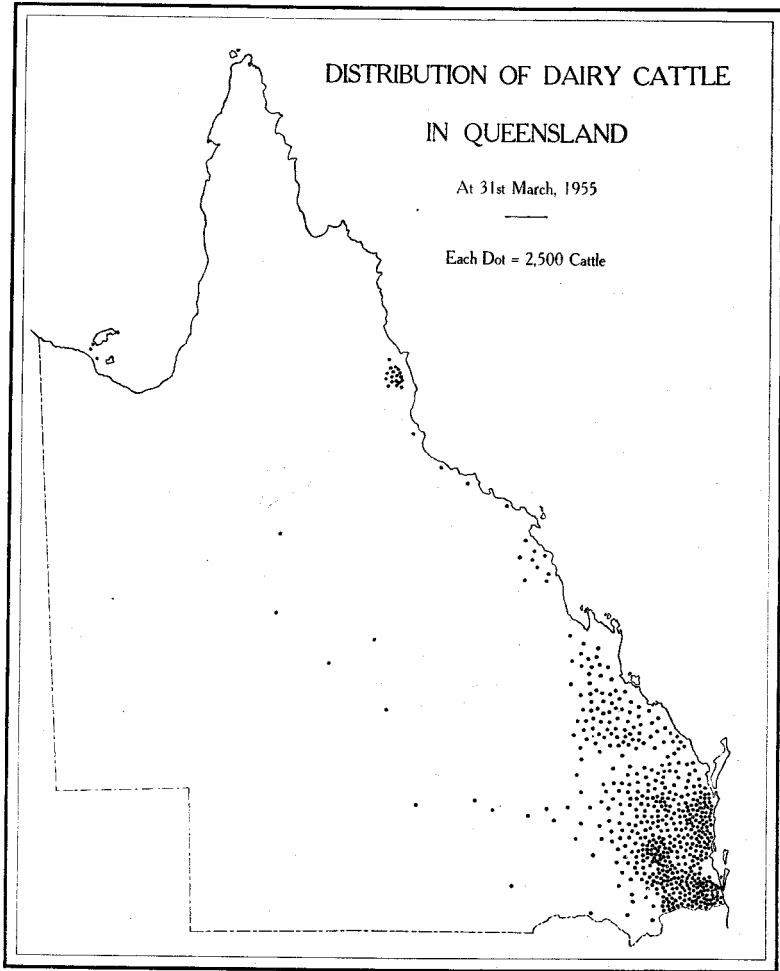 DISTRIBUTION OF DAIRY CATTLE
IN QUEENSLAND
At 31st March, 1955
Each Dot = 2,500 Cattle